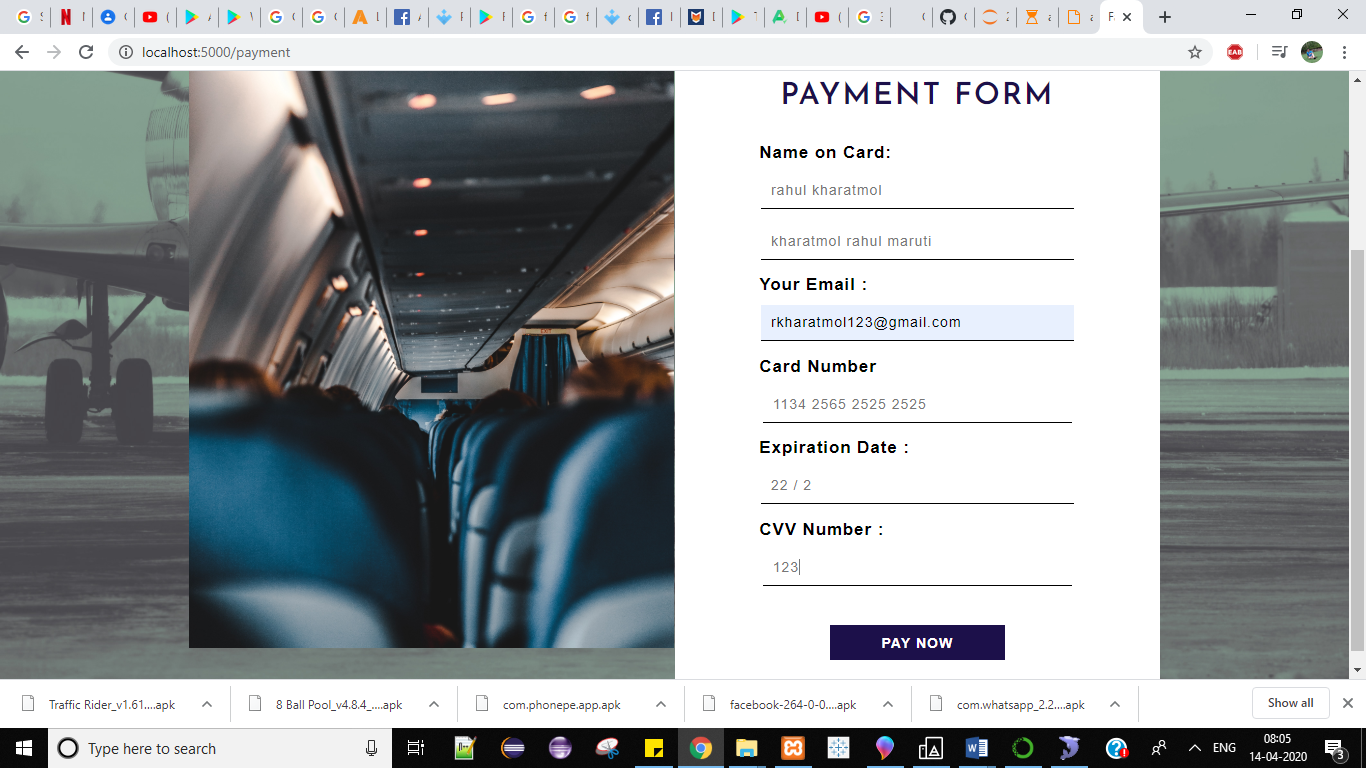 localhost:5000/payment
EAB
PAYMENT FORM
Name on Card:
rahul kharatmol
kharatmol rahul maruti
Your Email :
rkharatmol123@gmail.com
Card Number
1134 2565 2525 2525
Expiration Date :
22 / 2
CVV Number :
123
PAY NOW
EXIT
Traffic Rider_v1.61....apk
8 Ball Pool_v4.8.4_....apk
com.phonepe.app.apk
facebook-264-0-0....apk
com.whatsapp_2.2....apk
Show all
Type here to search
ENG
08:05
14-04-2020
3